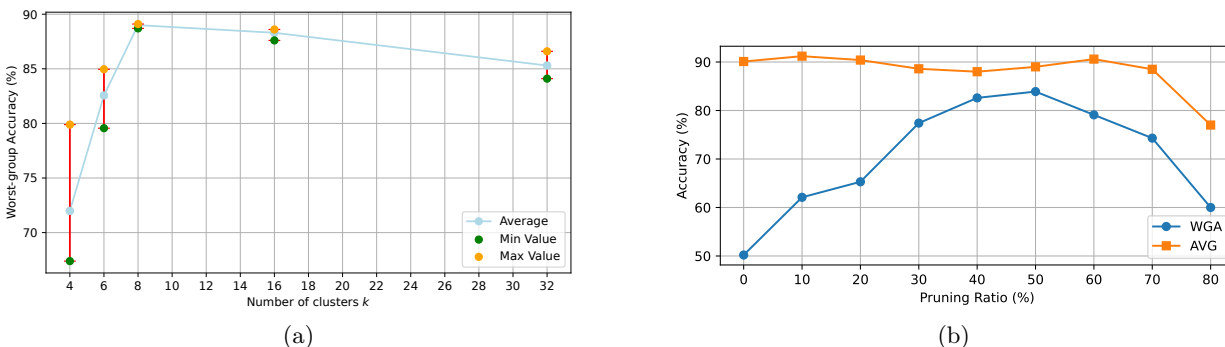 90
85
80
75
70
Worst-group Accuracy (%)
4 6 8 10 12 14 16 18 20 22 24 26 28 30 32
Number of clusters k
Average
Min Value
Max Value
(a)
90
80
70
60
50
Accuracy (%)
0 10 20 30 40 50 60 70 80
Pruning Ratio (%)
WGA
AVG
(b)